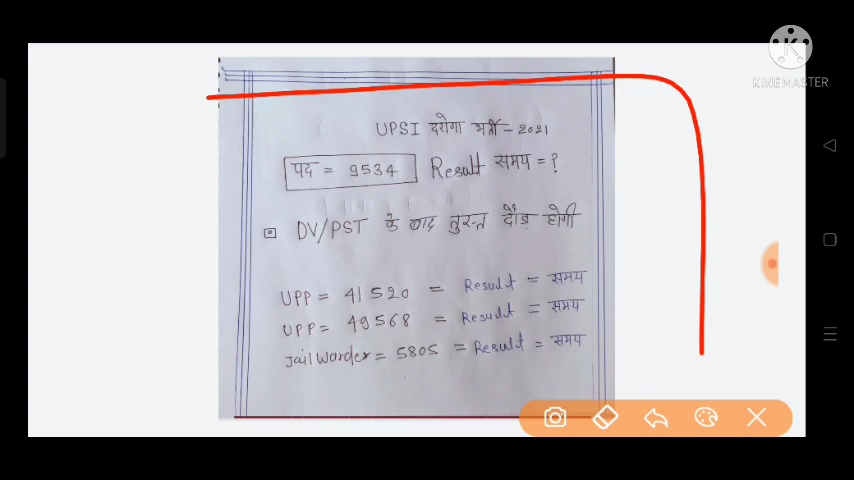 KINEMASTER
UPSI दरोगा भर्ती - 2021
पद = 9534 Result समय = ?
DV/PST के बाद तुरन्त दौड़ होगी
UPP = 41520 = Result = समय
UPP = 49568 = Result = समय
Jail Warder = 5805 = Result = समय